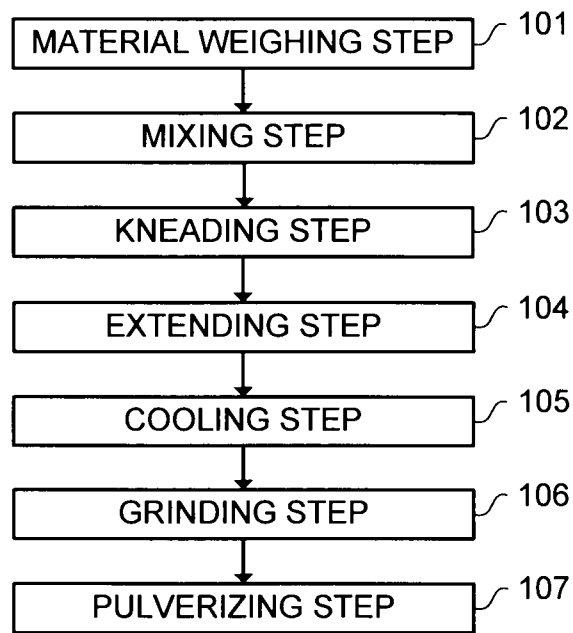 MATERIAL WEIGHING STEP 101
MIXING STEP 102
KNEADING STEP 103
EXTENDING STEP 104
COOLING STEP 105
GRINDING STEP 106
PULVERIZING STEP 107